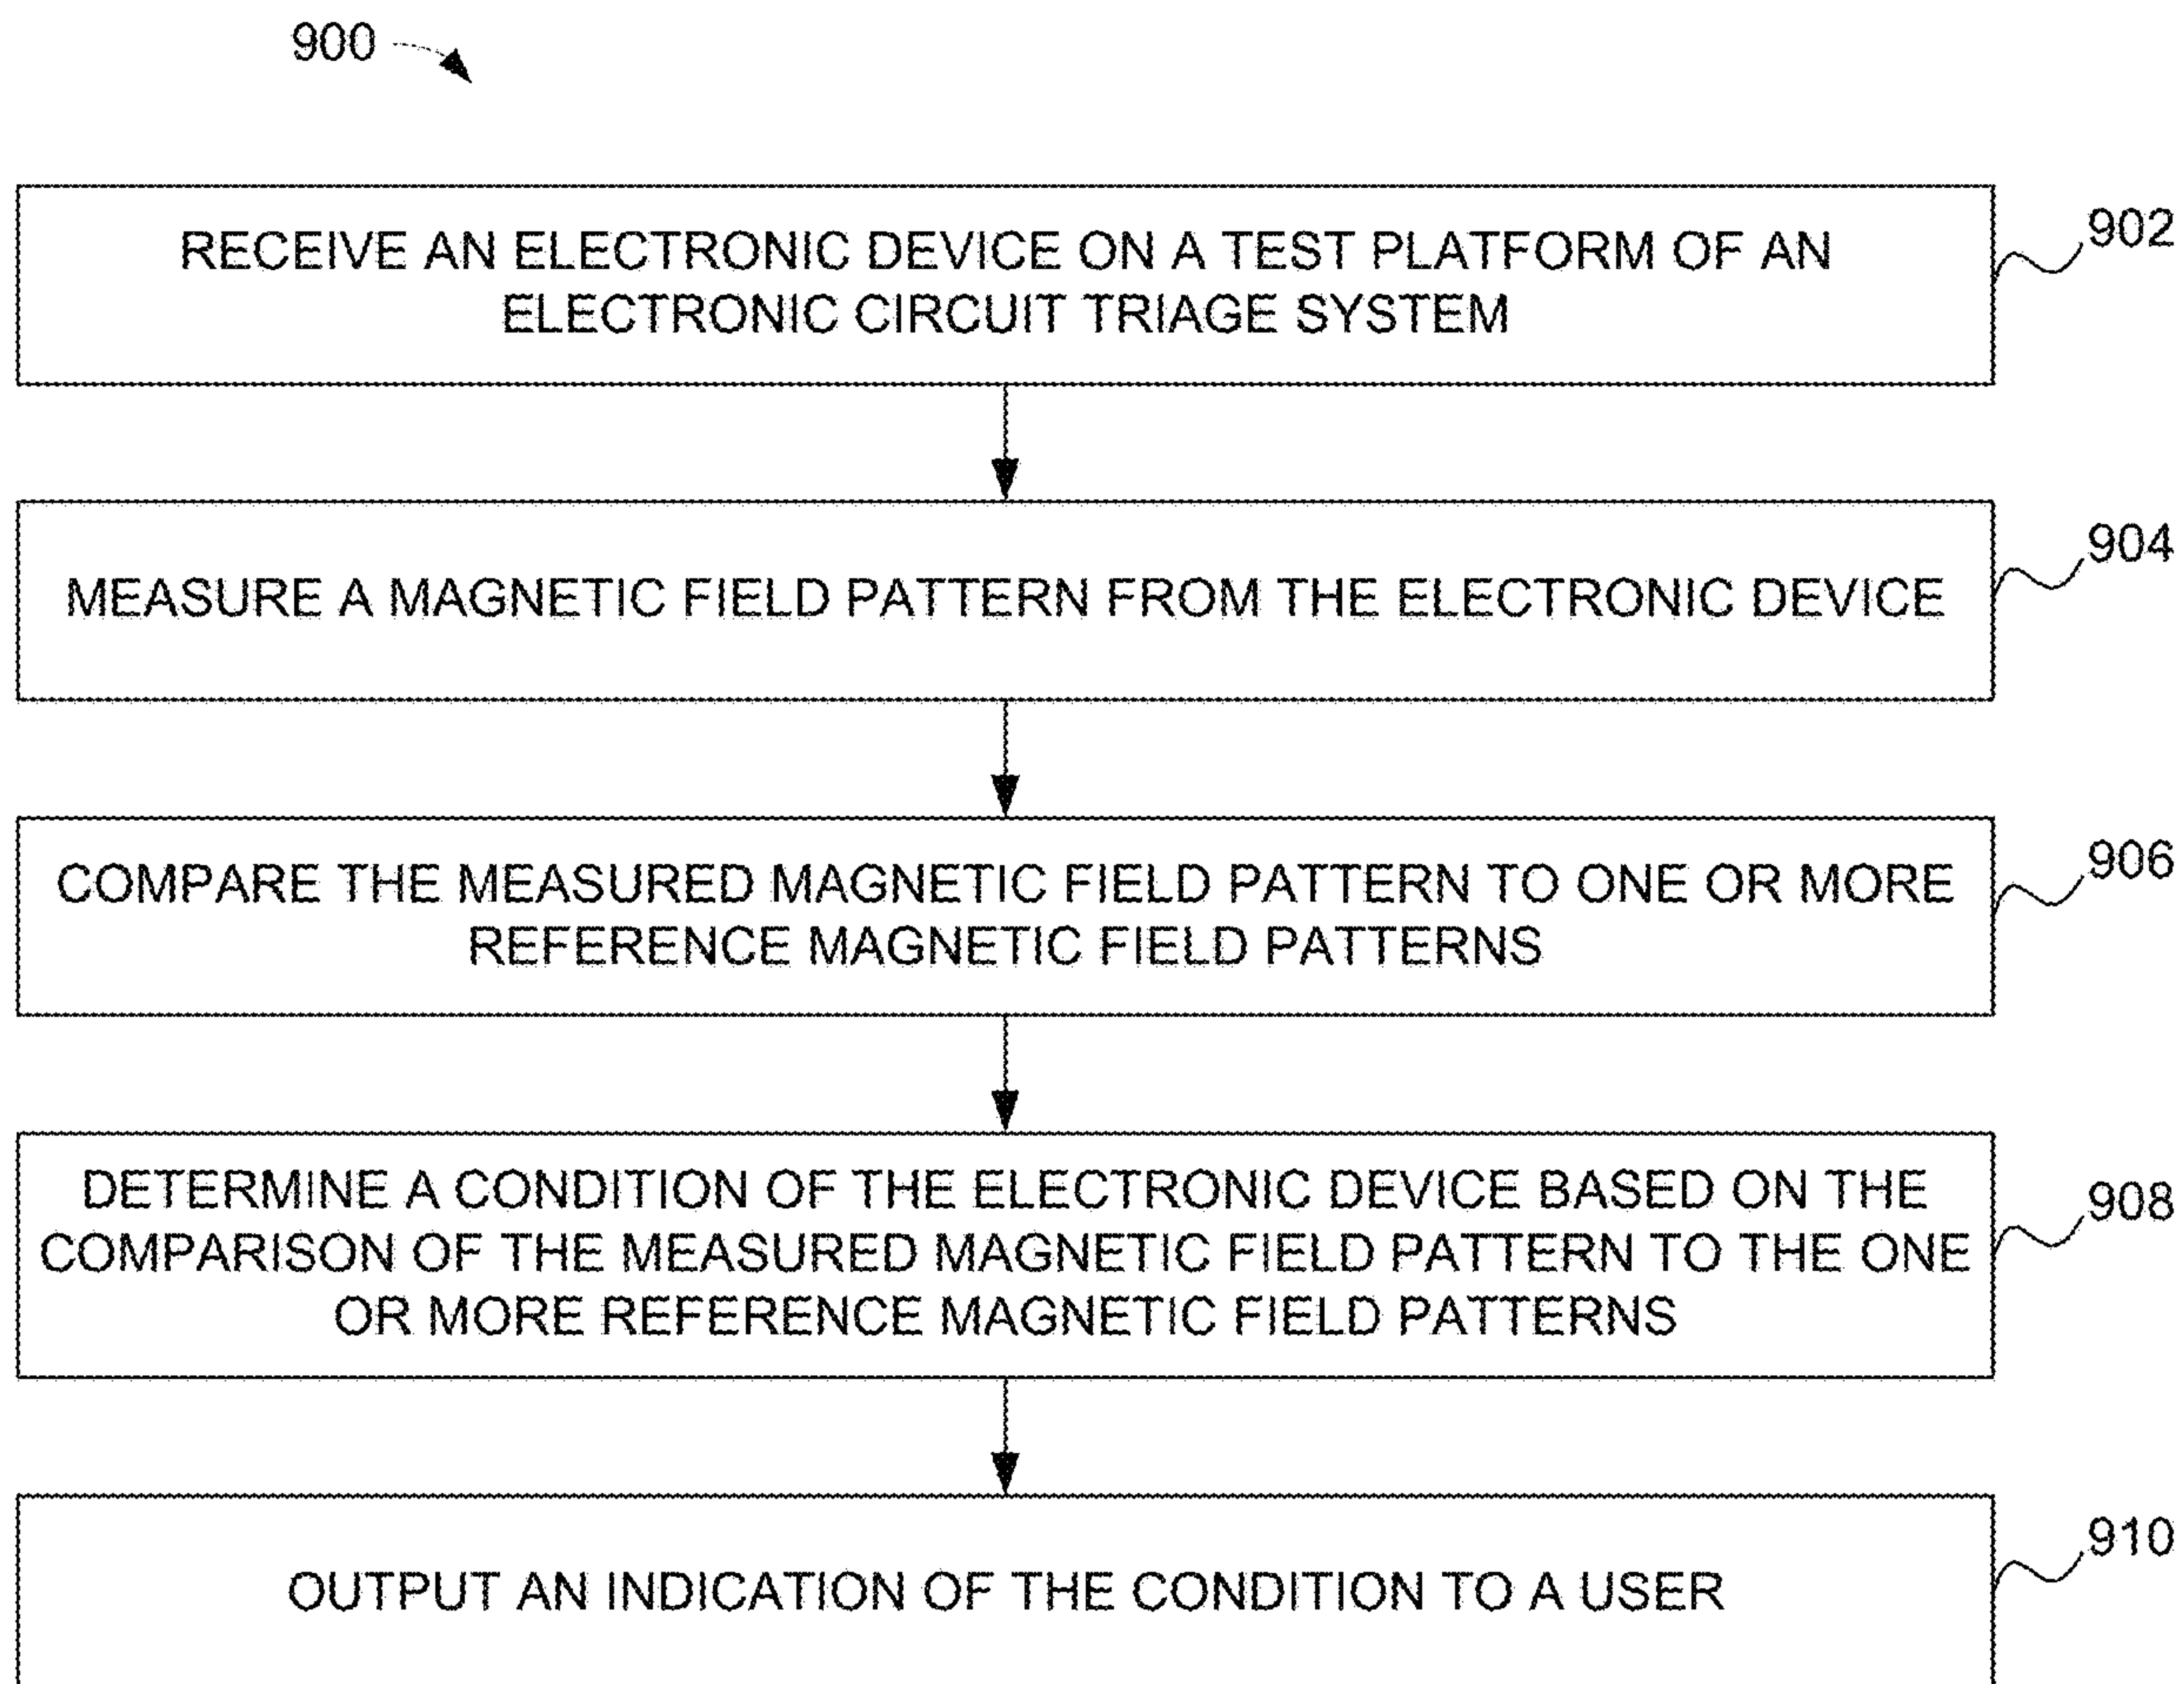 900
RECEIVE AN ELECTRONIC DEVICE ON A TEST PLATFORM OF AN
ELECTRONIC CIRCUIT TRIAGE SYSTEM
902
MEASURE A MAGNETIC FIELD PATTERN FROM THE ELECTRONIC DEVICE
904
COMPARE THE MEASURED MAGNETIC FIELD PATTERN TO ONE OR MORE
REFERENCE MAGNETIC FIELD PATTERNS
906
DETERMINE A CONDITION OF THE ELECTRONIC DEVICE BASED ON THE
COMPARISON OF THE MEASURED MAGNETIC FIELD PATTERN TO THE ONE
OR MORE REFERENCE MAGNETIC FIELD PATTERNS
908
OUTPUT AN INDICATION OF THE CONDITION TO A USER
910